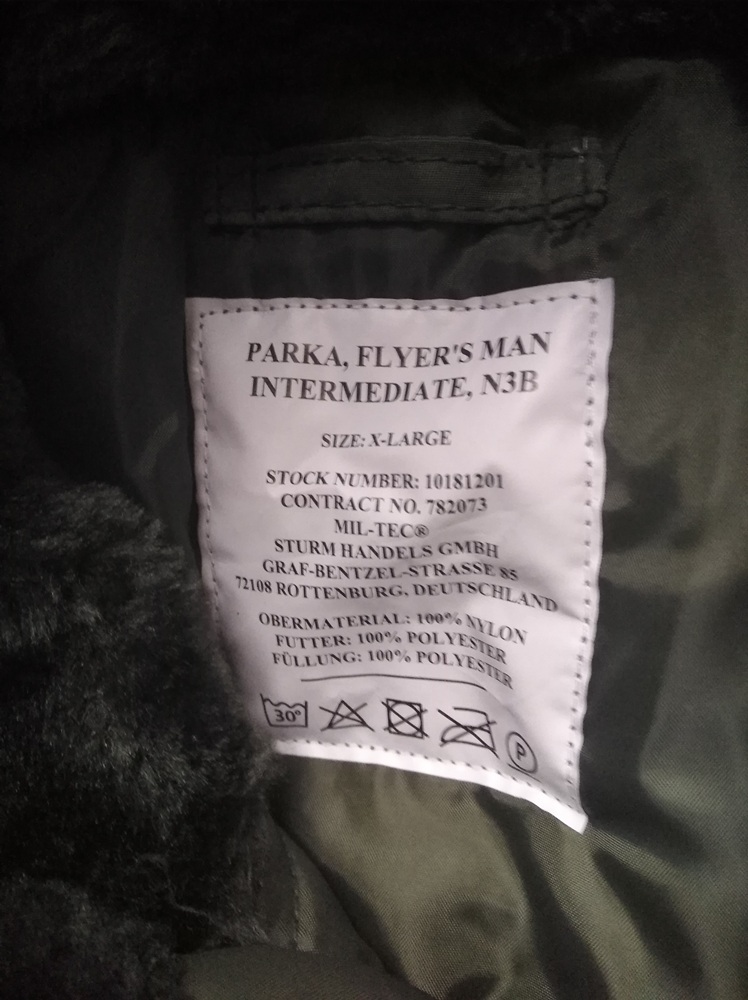 PARKA, FLYER'S MAN
INTERMEDIATE, N3B
SIZE: X-LARGE
STOCK NUMBER: 10181201
CONTRACT NO. 782073
MIL-TEC®
STURM HANDELS GMBH
GRAF-BENTZEL-STRASSE 85
72108 ROTTENBURG, DEUTSCHLAND
OBERMATERIAL: 100% NYLON
FUTTER: 100% POLYESTER
FÜLLUNG: 100% POLYESTER
30° P